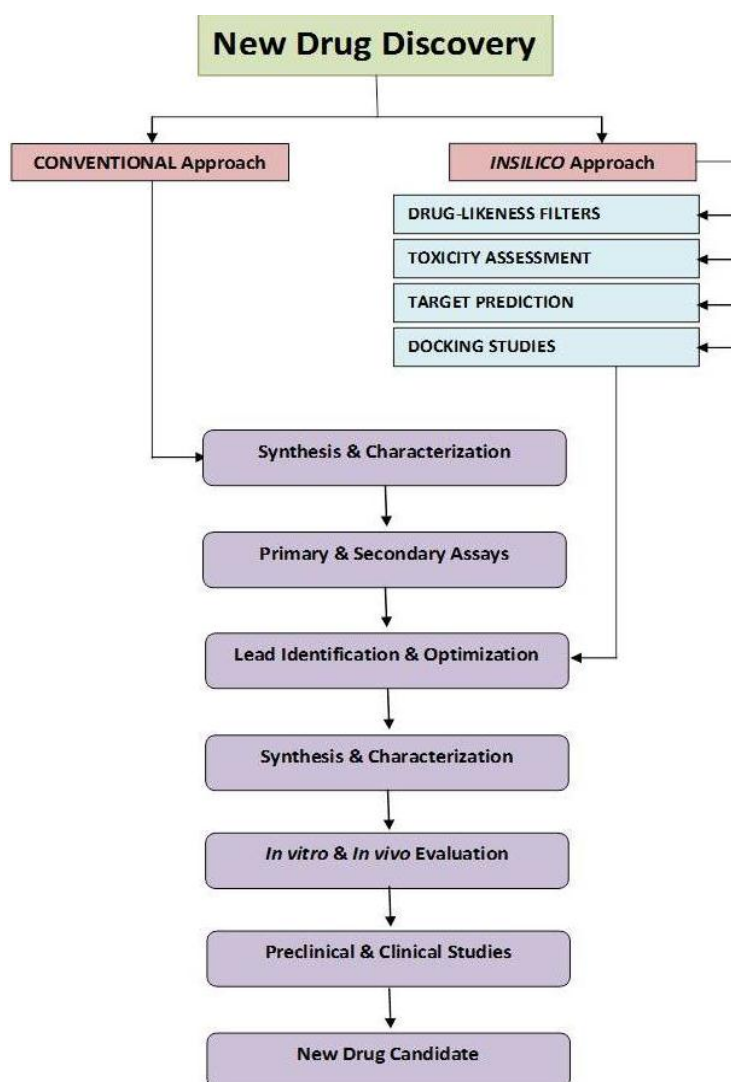 New Drug Discovery
CONVENTIONAL Approach
INSILICO Approach
DRUG-LIKENESS FILTERS
TOXICITY ASSESSMENT
TARGET PREDICTION
DOCKING STUDIES
Synthesis & Characterization
Primary & Secondary Assays
Lead Identification & Optimization
Synthesis & Characterization
In vitro & In vivo Evaluation
Preclinical & Clinical Studies
New Drug Candidate